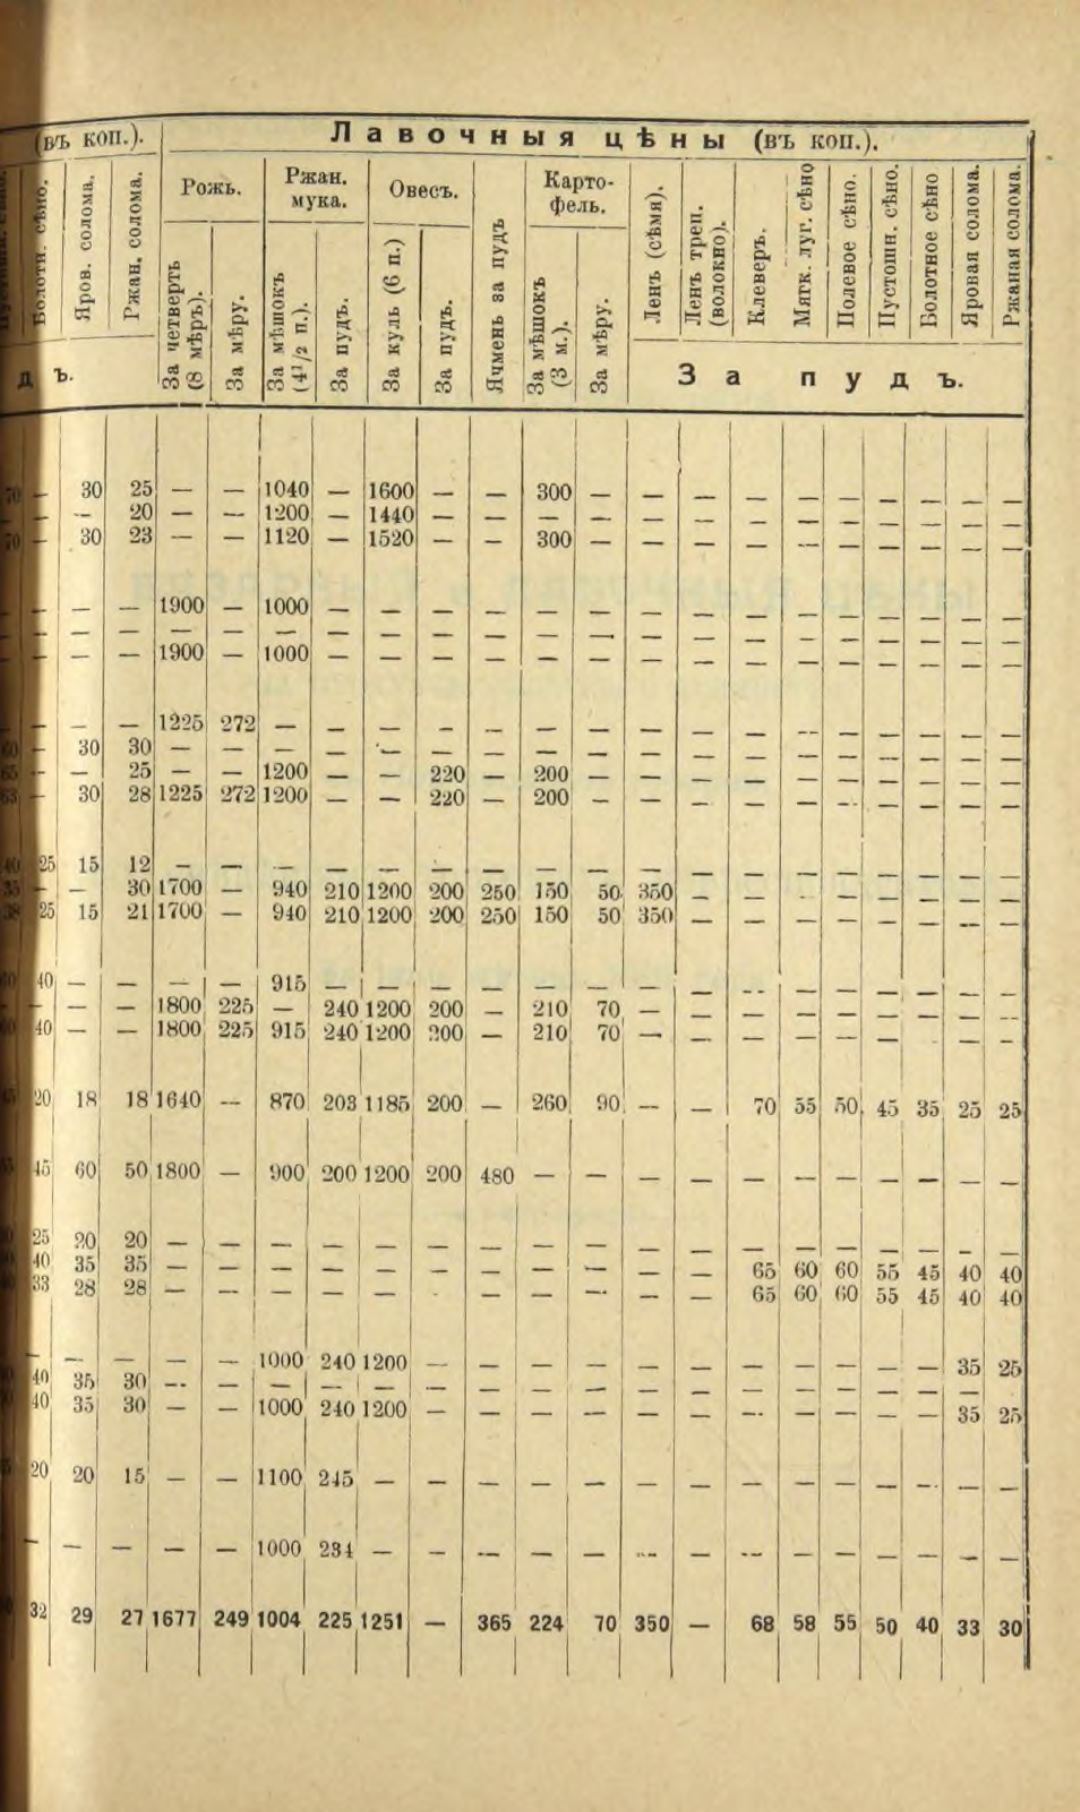 (въ коп.). Лавочныя цѣны (въ коп.).
Болотн. сѣно. Яров. солома. Ржан. солома. Рожь. Ржан. мука. Овесъ. Ячмень за пудъ Карто-фель. Ленъ (сѣмя). Ленъ треп. (волокно). Клеверъ. Мягк. луг. сѣно Полевое сѣно. Пустошн. сѣно. Болотное сѣно Яровая солома. Ржаная солома.
За четверть (8 мѣръ). За мѣру. За мѣшокъ (4¹/₂ п.). За пудъ. За куль (6 п.) За пудъ. За мѣшокъ (3 м.). За мѣру.
д ъ. За пудъ.
70 — 30 25 — — 1040 — 1600 — — 300 — — — — — — — — — —
— — 20 — — 1200 — 1440 — — — — — — — — — — — — —
70 — 30 23 — — 1120 — 1520 — — 300 — — — — — — — — — —
— — — 1900 — 1000 — — — — — — — — — — — — — — —
— — — — — — — — — — — — — — — — — — — — —
— — — 1900 — 1000 — — — — — — — — — — — — — — —
— — — 1225 272 — — — — — — — — — — — — — — — —
— 30 30 — — — — — — — — — — — — — — — — — —
— — 25 — — 1200 — — 220 — 200 — — — — — — — — — —
63 — 30 28 1225 272 1200 — — 220 — 200 — — — — — — — — — —
40 25 15 12 — — — — — — — — — — — — — — — — — —
35 — — 30 1700 — 940 210 1200 200 250 150 50 350 — — — — — — — —
38 25 15 21 1700 — 940 210 1200 200 250 150 50 350 — — — — — — — —
40 — — — — 915 — — — — — — — — — — — — — — —
— — — 1800 225 — 240 1200 200 — 210 70 — — — — — — — — —
40 — — 1800 225 915 240 1200 200 — 210 70 — — — — — — — — —
20 18 18 1640 — 870 203 1185 200 — 260 90 — — 70 55 50 45 35 25 25
45 60 50 1800 — 900 200 1200 200 480 — — — — — — — — — — —
25 20 20 — — — — — — — — — — — — — — — — — —
40 35 35 — — — — — — — — — — — 65 60 60 55 45 40 40
33 28 28 — — — — — — — — — — — 65 60 60 55 45 40 40
— — — — — 1000 240 1200 — — — — — — — — — — — 35 25
40 35 30 — — — — — — — — — — — — — — — — — —
40 35 30 — — 1000 240 1200 — — — — — — — — — — — 35 25
20 20 15 — — 1100 245 — — — — — — — — — — — — — —
— — — — — 1000 234 — — — — — — — — — — — — — —
32 29 27 1677 249 1004 225 1251 — 365 224 70 350 — 68 58 55 50 40 33 30